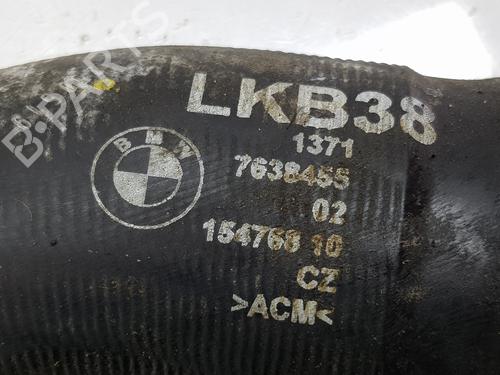 LKB38
1371
7638455
02
BMW
154768 10
CZ
>ACM<
B-PARTS